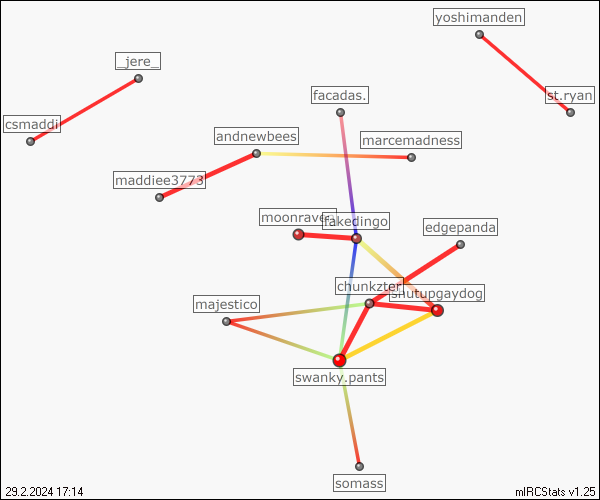 yoshimanden
_jere_
facadas.
st.ryan
csmaddi
andnewbees
marcemadness
maddiee3773
moonraven
fakedingo
edgepanda
chunkzter
shutupgaydog
majestico
swanky.pants
somass
29.2.2024 17:14
mIRCStats v1.25